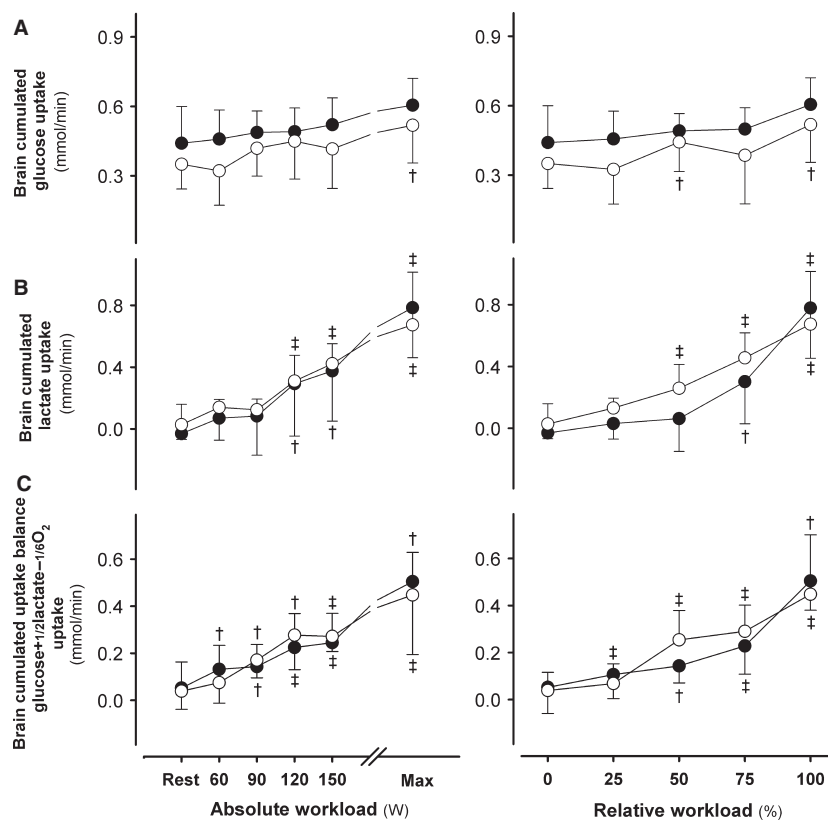 A
Brain cumulated
glucose uptake
(mmol/min)
0.9
0.6
0.3
†
0.9
0.6
0.3
†
†
B
Brain cumulated
lactate uptake
(mmol/min)
0.8
0.4
0.0
‡
‡
‡
†
†
‡
0.8
0.4
0.0
‡
‡
‡
†
‡
C
Brain cumulated uptake balance
glucose+1/2lactate–1/6O2
uptake
(mmol/min)
0.6
0.4
0.2
0.0
†
†
†
‡
†
†
‡
‡
‡
0.6
0.4
0.2
0.0
‡
‡
‡
†
†
‡
‡
Rest 60 90 120 150 Max
Absolute workload (W)
0 25 50 75 100
Relative workload (%)